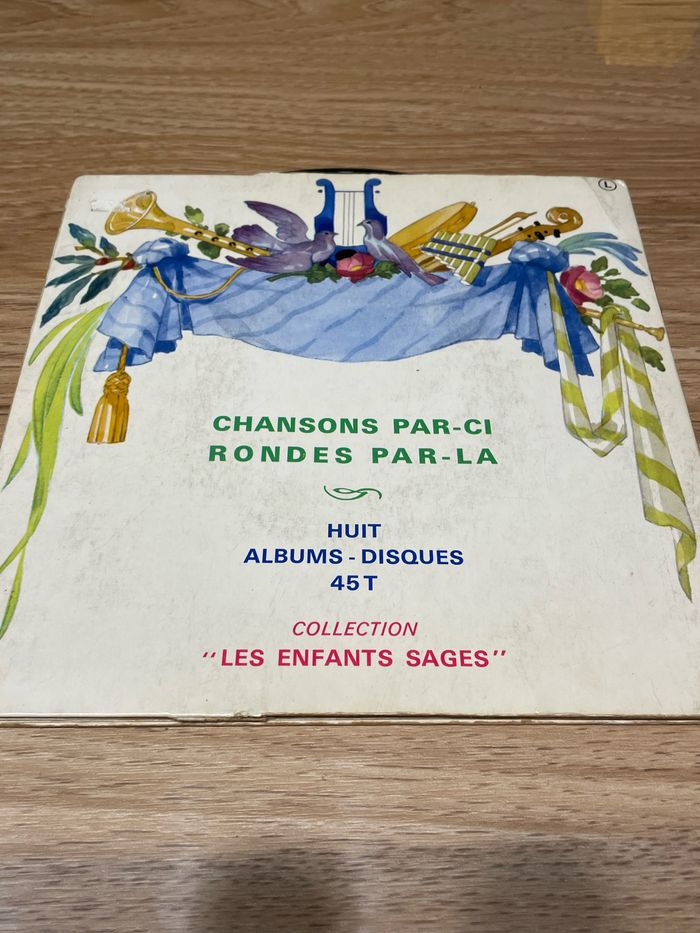 L
CHANSONS PAR-CI
RONDES PAR-LA
HUIT
ALBUMS - DISQUES
45 T
COLLECTION
"LES ENFANTS SAGES"